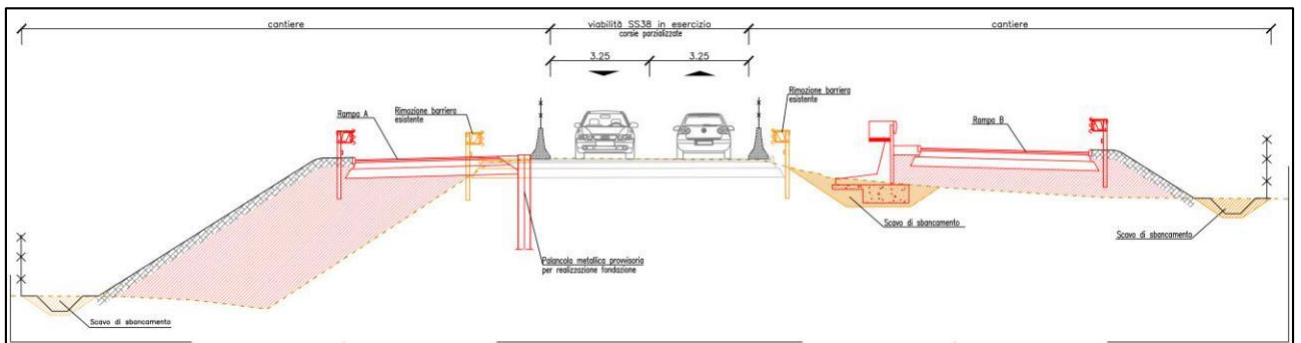 cantiere
viabilità SS38 in esercizio
corsie parzializzate
cantiere
3.25
3.25
Rampa A
Rimozione barriera
esistente
Rimozione barriera
esistente
Rampa B
Scavo di sbancamento
Palancola metallica provvisoria
per realizzazione fondazione
Scavo di sbancamento
Scavo di sbancamento